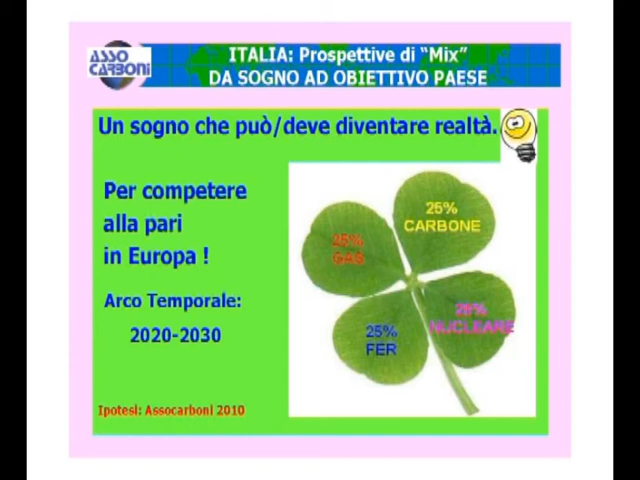 ASSO
CARBONI
ITALIA: Prospettive di “Mix”
DA SOGNO AD OBIETTIVO PAESE
Un sogno che può/deve diventare realtà.
Per competere
alla pari
in Europa !
Arco Temporale:
2020-2030
25%
CARBONE
25%
GAS
25%
FER
25%
NUCLEARE
Ipotesi: Assocarboni 2010